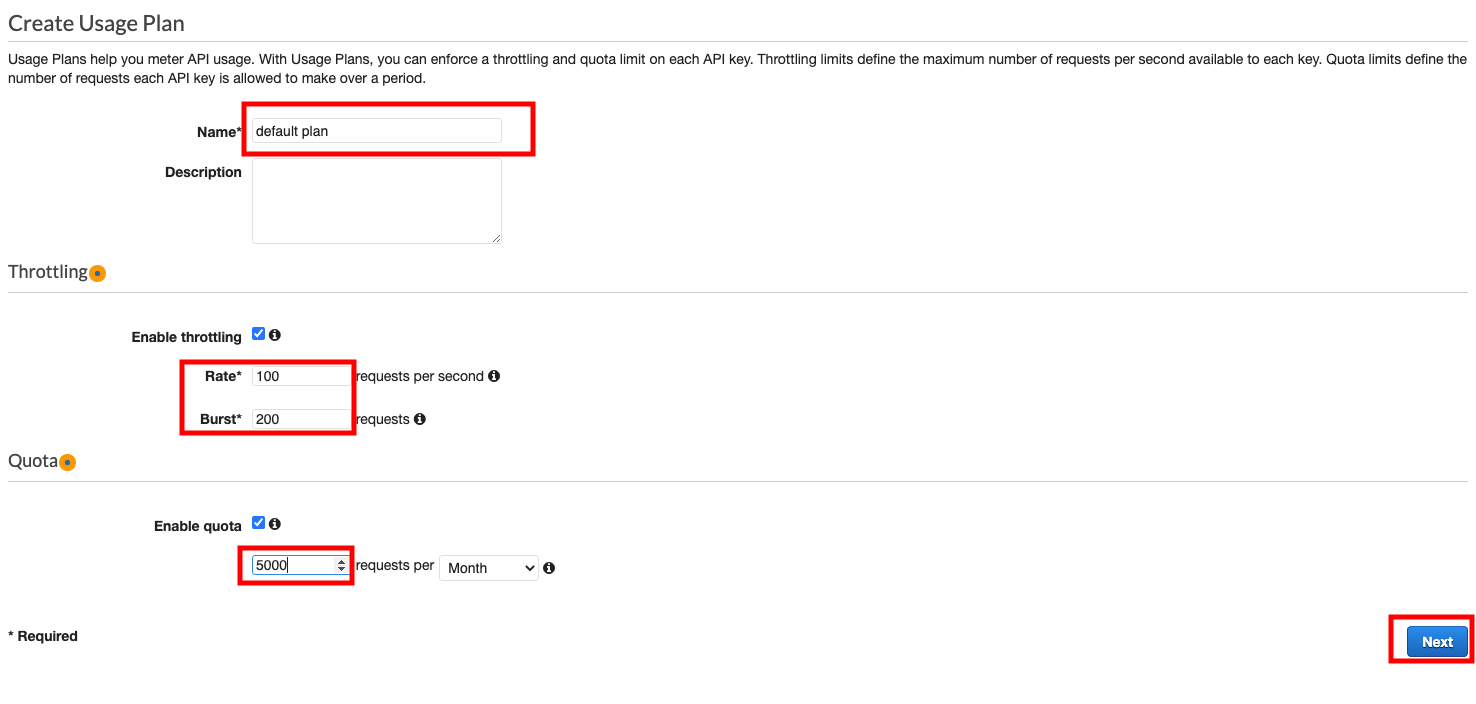 Create Usage Plan
Usage Plans help you meter API usage. With Usage Plans, you can enforce a throttling and quota limit on each API key. Throttling limits define the maximum number of requests per second available to each key. Quota limits define the
number of requests each API key is allowed to make over a period.
Name* default plan
Description
Throttling
Enable throttling
Rate* 100 requests per second
Burst* 200 requests
Quota
Enable quota
5000 requests per Month
* Required
Next